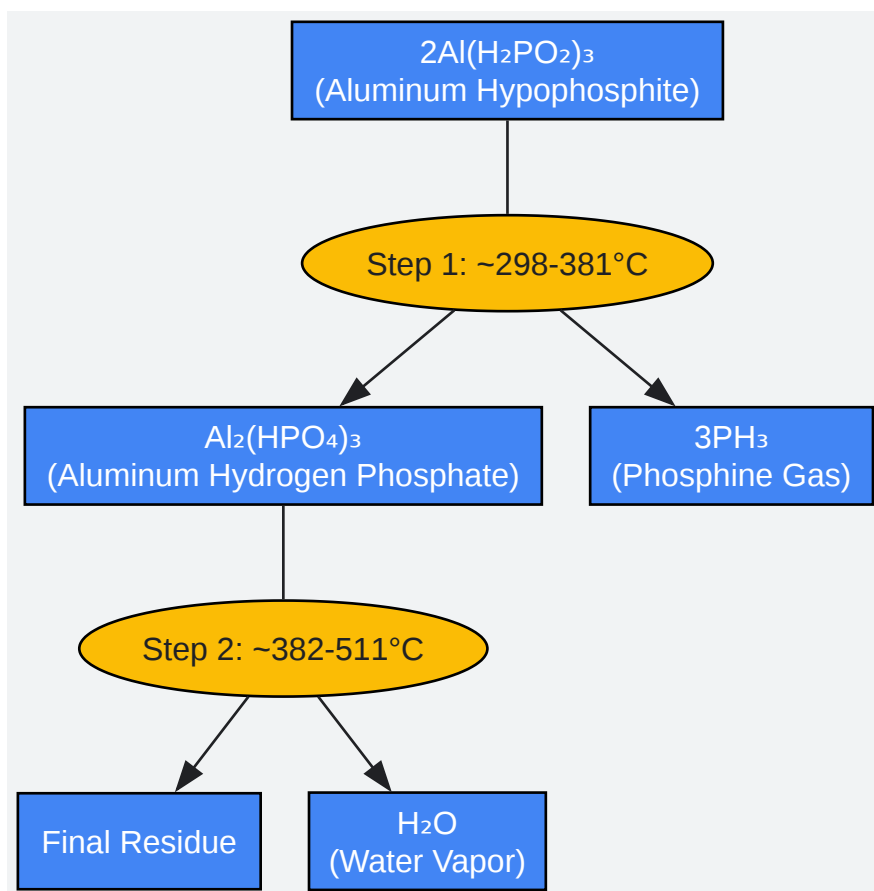 2Al(H₂PO₂)₃
(Aluminum Hypophosphite)
Step 1: ~298-381°C
Al₂(HPO₄)₃
(Aluminum Hydrogen Phosphate)
3PH₃
(Phosphine Gas)
Step 2: ~382-511°C
Final Residue
H₂O
(Water Vapor)